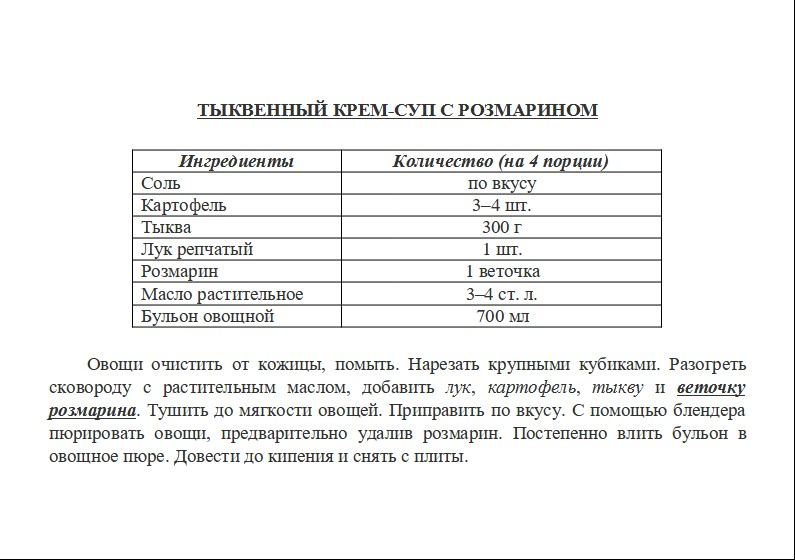 ТЫКВЕННЫЙ КРЕМ-СУП С РОЗМАРИНОМ
Ингредиенты Количество (на 4 порции)
Соль по вкусу
Картофель 3–4 шт.
Тыква 300 г
Лук репчатый 1 шт.
Розмарин 1 веточка
Масло растительное 3–4 ст. л.
Бульон овощной 700 мл
Овощи очистить от кожицы, помыть. Нарезать крупными кубиками. Разогреть
сковороду с растительным маслом, добавить лук, картофель, тыкву и веточку
розмарина. Тушить до мягкости овощей. Приправить по вкусу. С помощью блендера
пюрировать овощи, предварительно удалив розмарин. Постепенно влить бульон в
овощное пюре. Довести до кипения и снять с плиты.